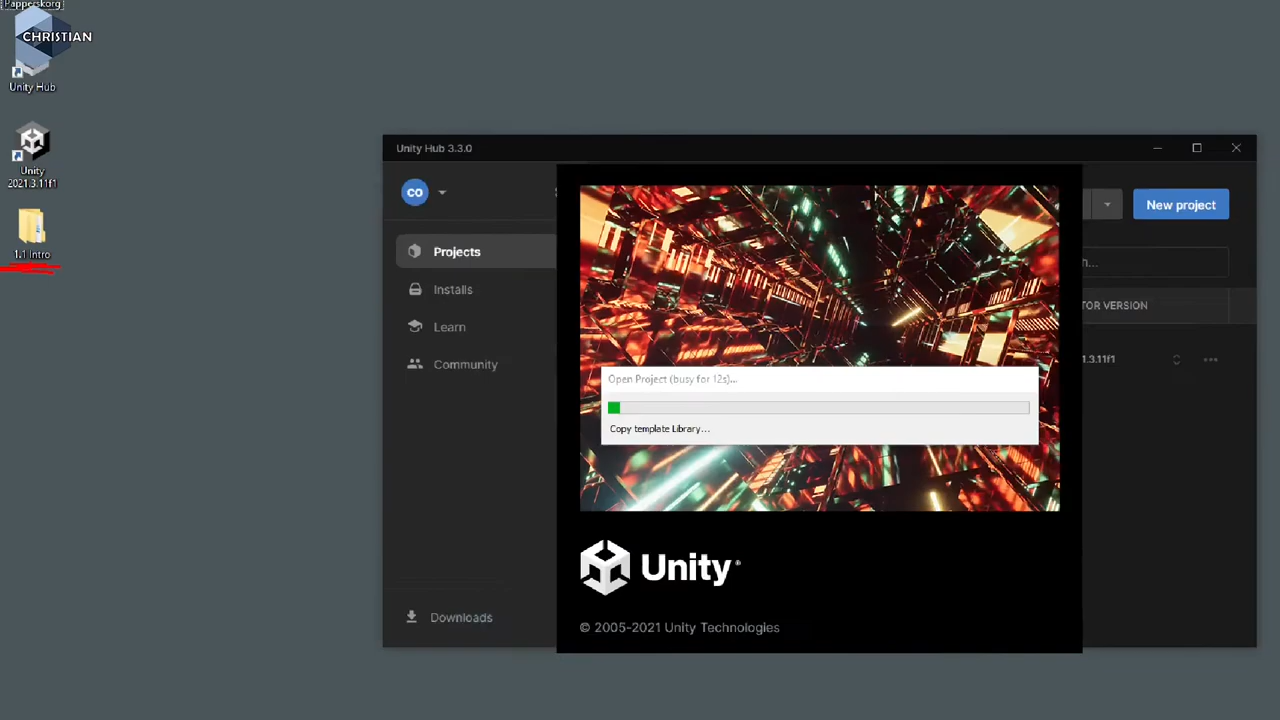 Papperskorg
CHRISTIAN
Unity Hub
Unity
2021.3.11f1
1.1 Intro
Unity Hub 3.3.0
CO
New project
Projects
h...
Installs
TOR VERSION
Learn
1.3.11f1
Community
Open Project (busy for 12s)...
Copy template Library...
Unity
© 2005-2021 Unity Technologies
Downloads